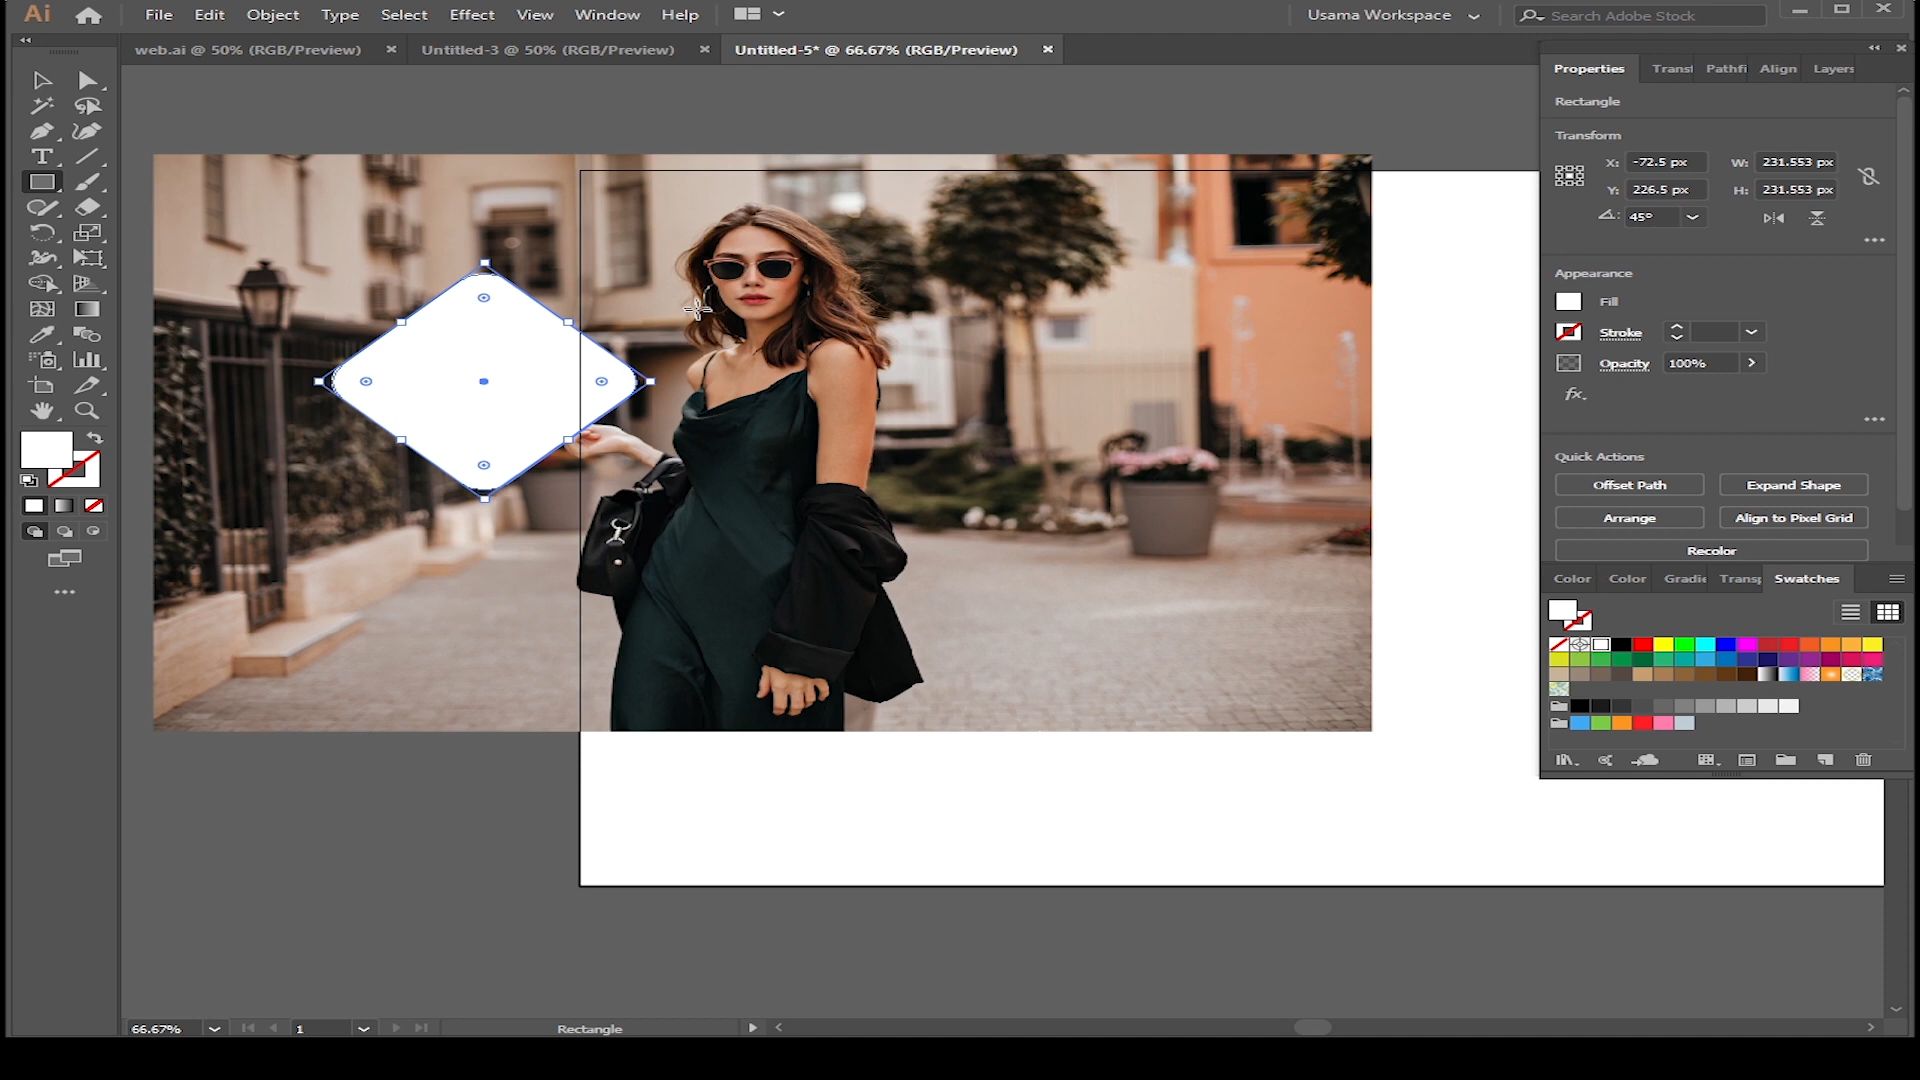 Ai File Edit Object Type Select Effect View Window Help Usama Workspace Search Adobe Stock
web.ai @ 50% (RGB/Preview) Untitled-3 @ 50% (RGB/Preview) Untitled-5* @ 66.67% (RGB/Preview)
Properties Transf Pathfi Align Layers
Rectangle
Transform
X: -72.5 px W: 231.553 px
Y: 226.5 px H: 231.553 px
45°
Appearance
Fill
Stroke
Opacity 100%
fx.
Quick Actions
Offset Path Expand Shape
Arrange Align to Pixel Grid
Recolor
Color Color Gradie Transp Swatches
66.67% 1 Rectangle